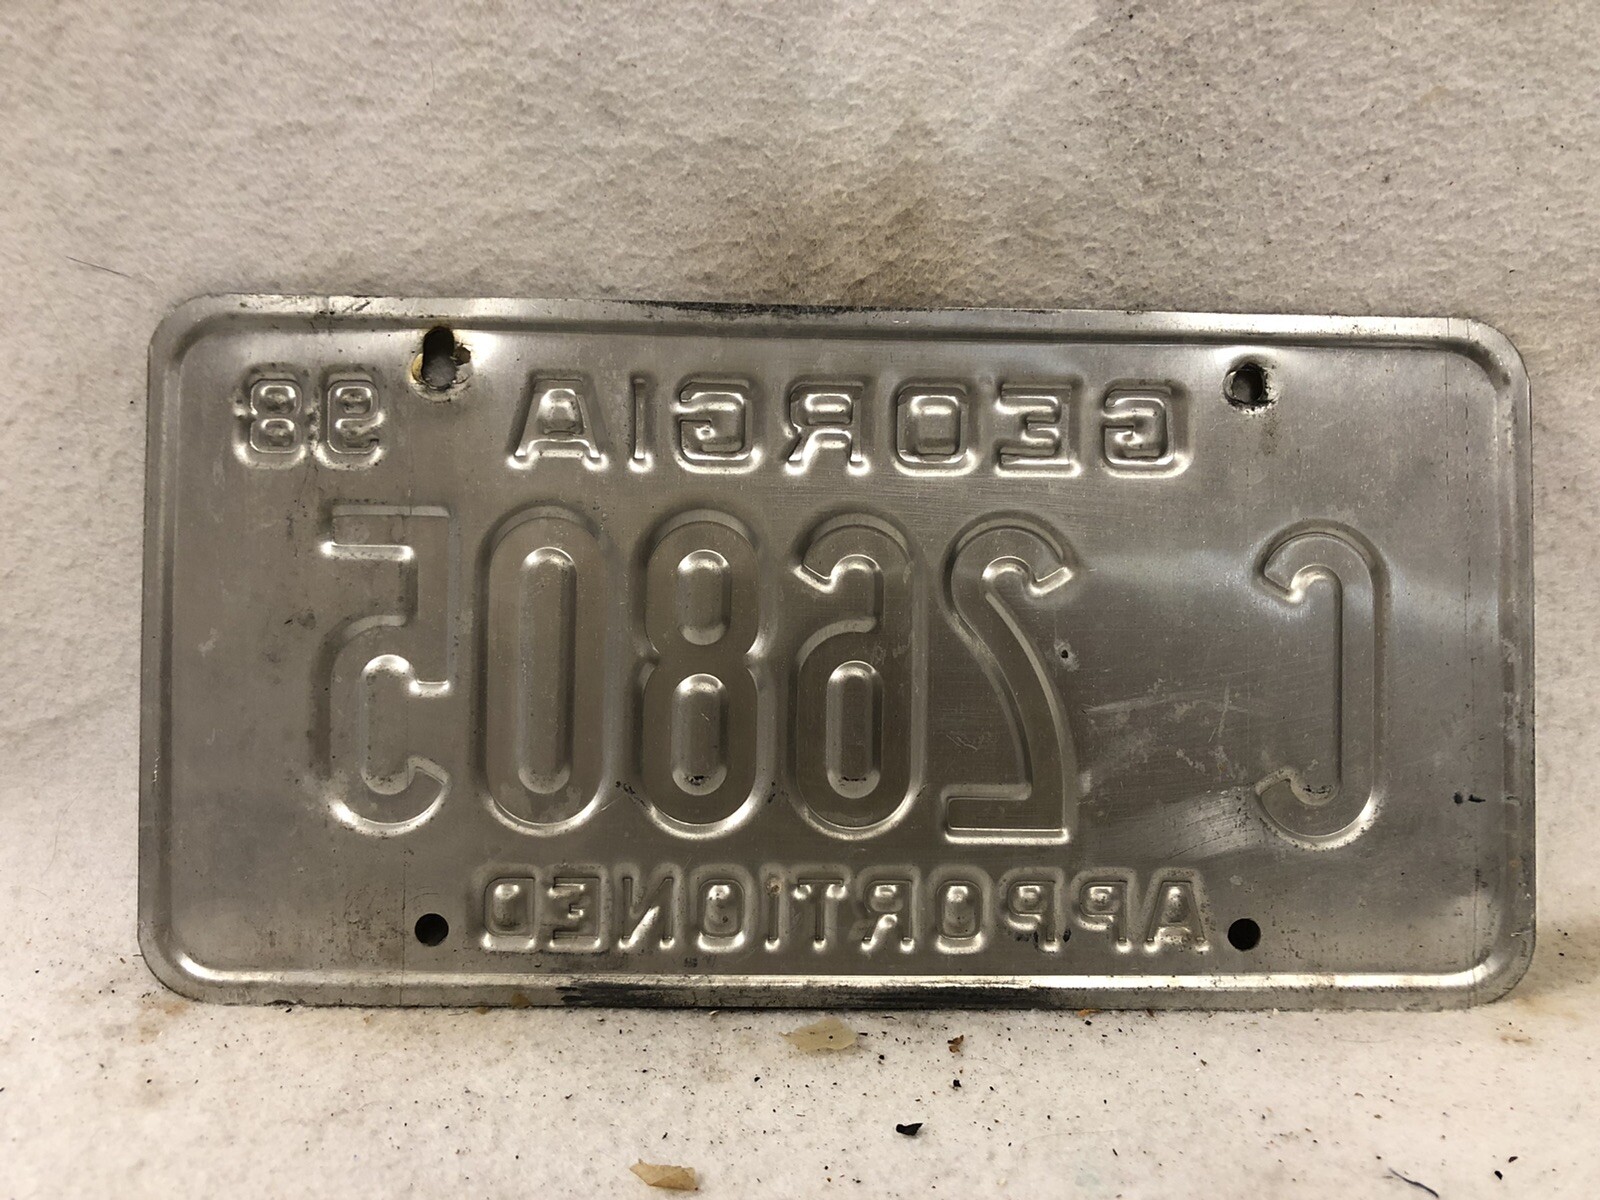 GEORGIA 98
C 26805
APPORTIONED